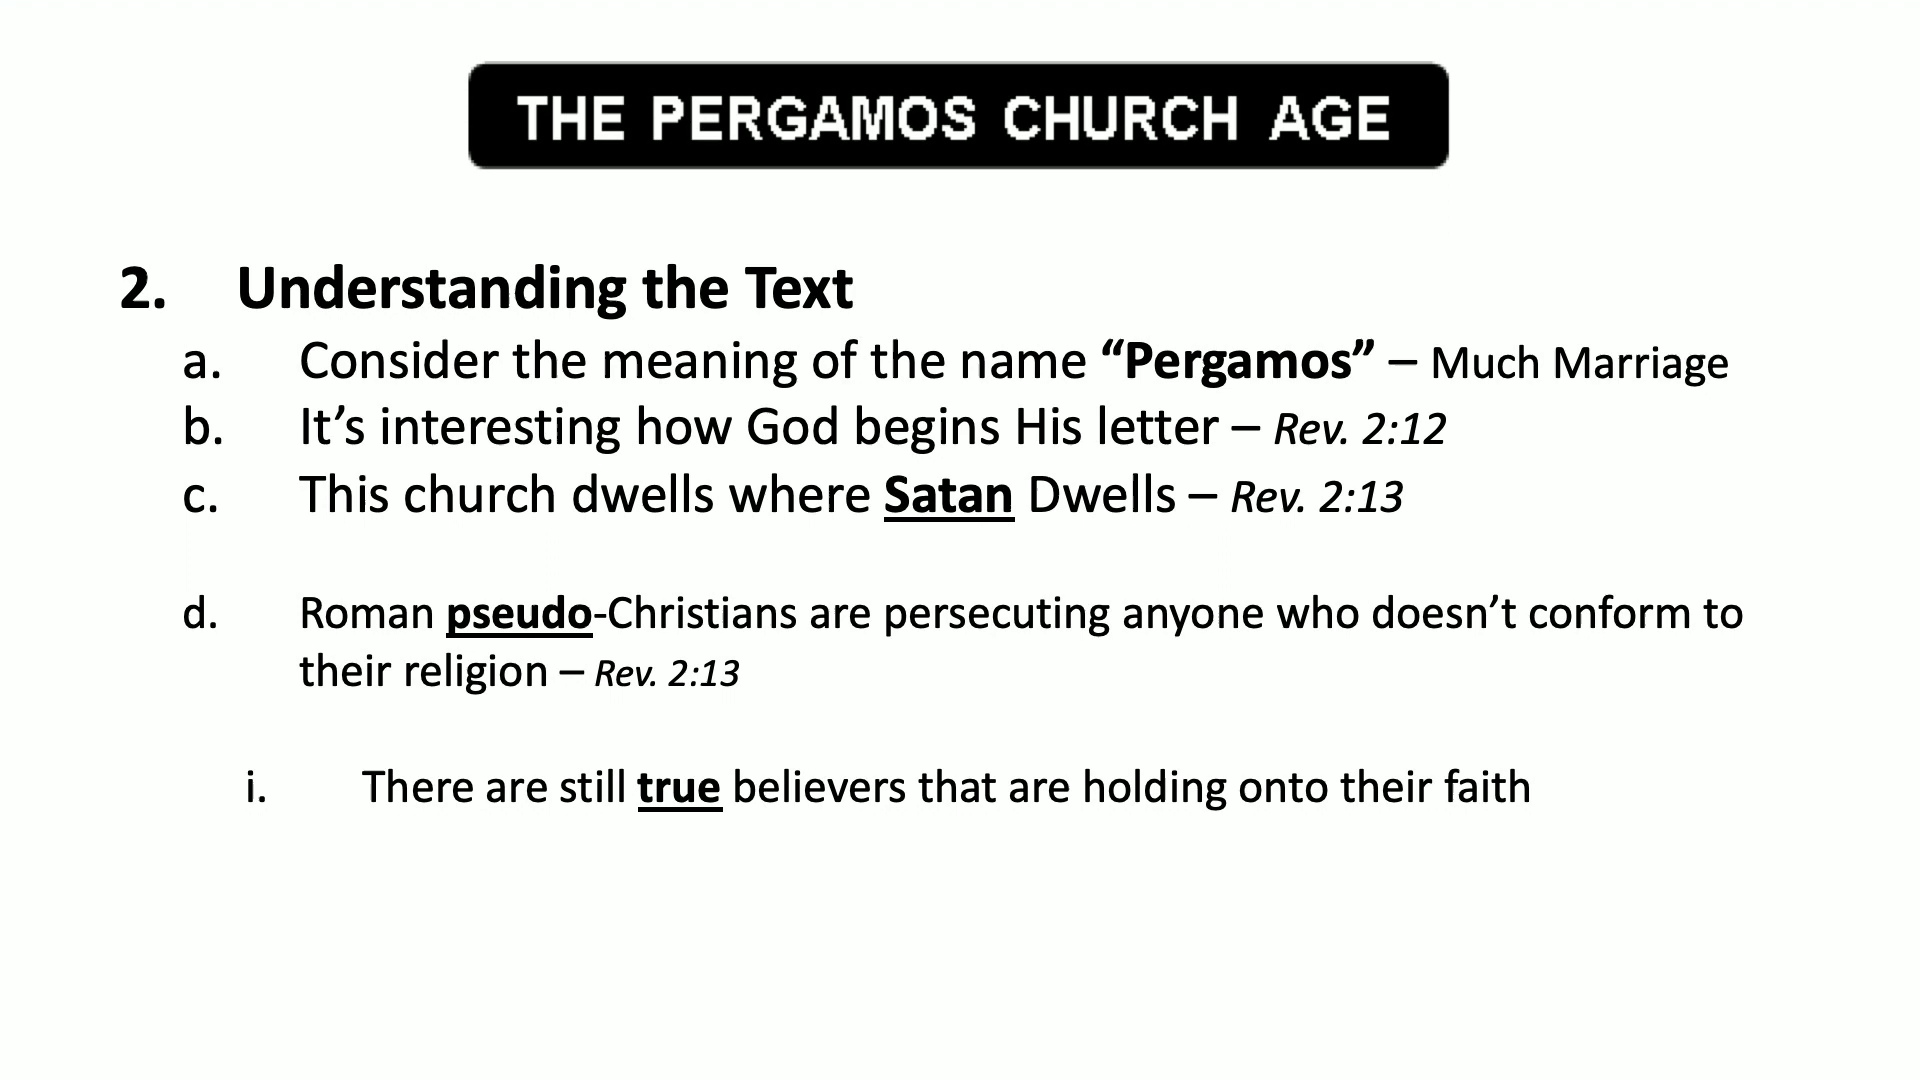 THE PERGAMOS CHURCH AGE
2. Understanding the Text
a. Consider the meaning of the name “Pergamos” – Much Marriage
b. It’s interesting how God begins His letter – Rev. 2:12
c. This church dwells where Satan Dwells – Rev. 2:13
d. Roman pseudo-Christians are persecuting anyone who doesn’t conform to
their religion – Rev. 2:13
i. There are still true believers that are holding onto their faith